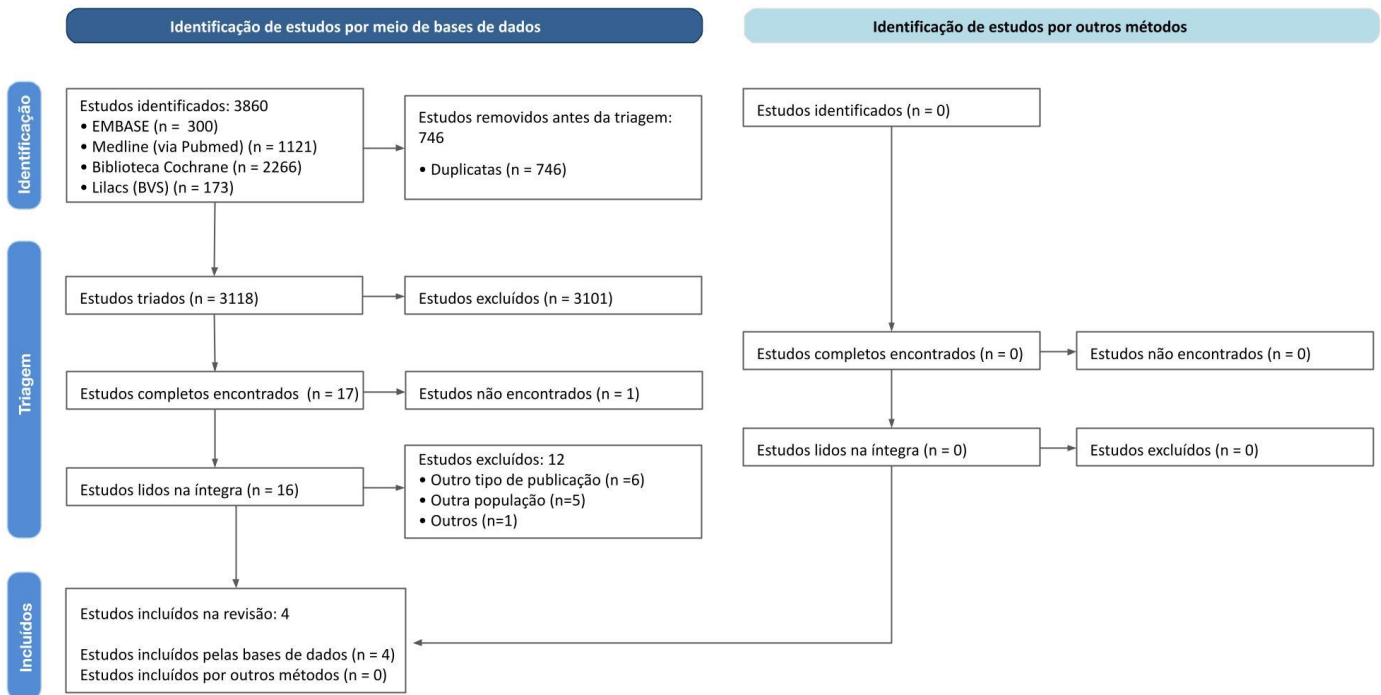 Identificação de estudos por meio de bases de dados
Identificação de estudos por outros métodos
Identificação
Estudos identificados: 3860
• EMBASE (n = 300)
• Medline (via Pubmed) (n = 1121)
• Biblioteca Cochrane (n = 2266)
• Lilacs (BVS) (n = 173)
Estudos removidos antes da triagem:
746
• Duplicatas (n = 746)
Estudos identificados (n = 0)
Triagem
Estudos triados (n = 3118)
Estudos excluídos (n = 3101)
Estudos completos encontrados (n = 17)
Estudos não encontrados (n = 1)
Estudos completos encontrados (n = 0)
Estudos não encontrados (n = 0)
Estudos lidos na íntegra (n = 16)
Estudos excluídos: 12
• Outro tipo de publicação (n =6)
• Outra população (n=5)
• Outros (n=1)
Estudos lidos na íntegra (n = 0)
Estudos excluídos (n = 0)
Incluídos
Estudos incluídos na revisão: 4
Estudos incluídos pelas bases de dados (n = 4)
Estudos incluídos por outros métodos (n = 0)